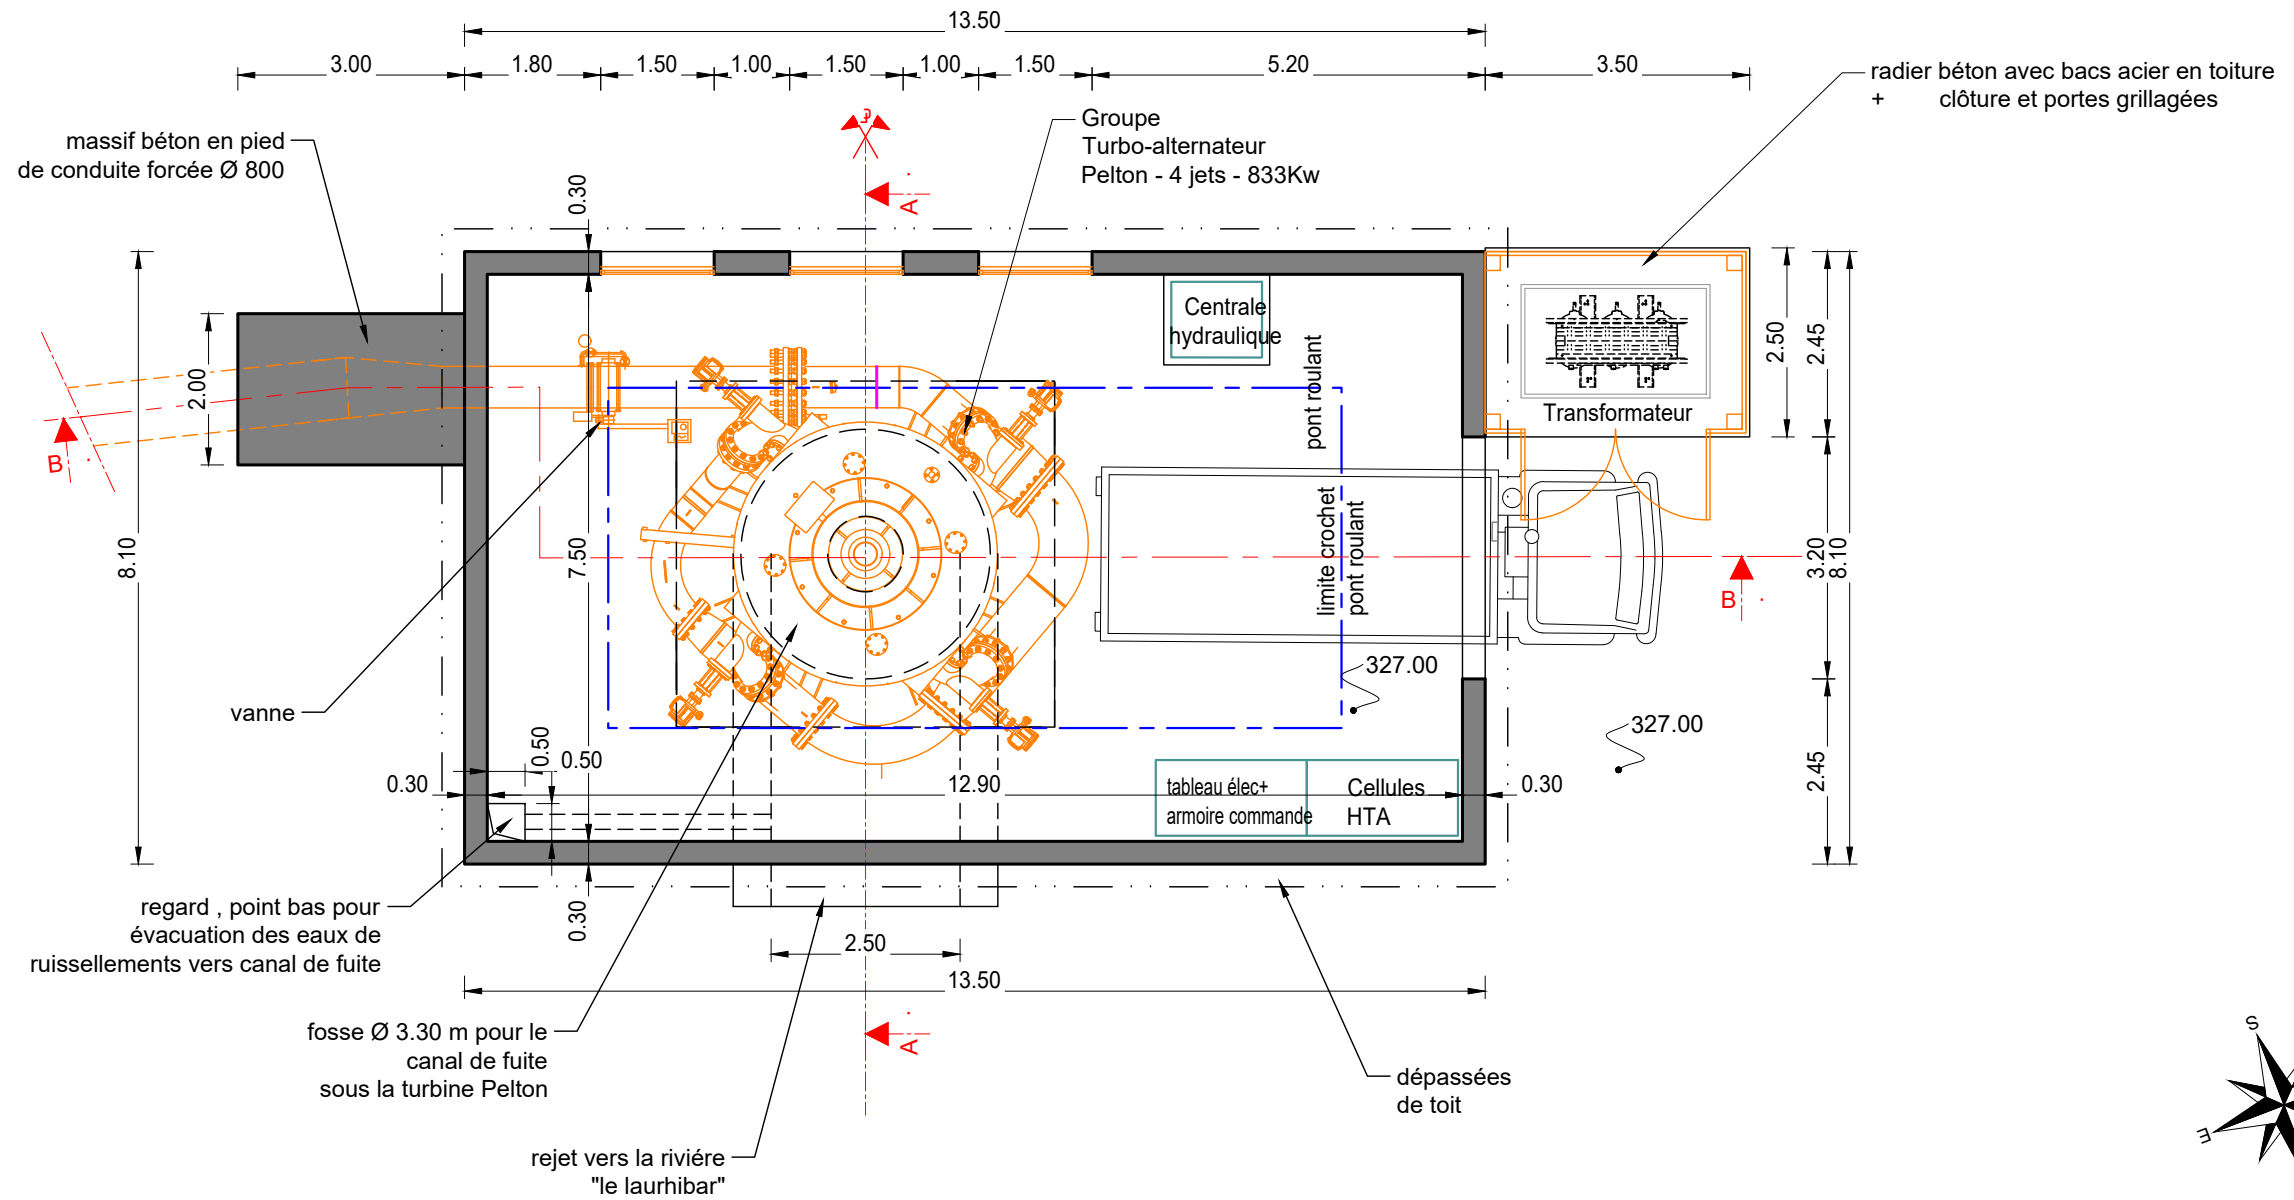 13.50
3.00
1.80
1.50
1.00
1.50
1.00
1.50
5.20
3.50
radier béton avec bacs acier en toiture
+ clôture et portes grillagées
massif béton en pied
de conduite forcée Ø 800
Groupe
Turbo-alternateur
Pelton - 4 jets - 833Kw
A
0.30
Centrale
hydraulique
pont roulant
Transformateur
2.50
2.45
2.00
B
8.10
7.50
limite crochet
pont roulant
3.20
8.10
B
327.00
327.00
vanne
0.50
0.50
0.30
12.90
tableau élec+
armoire commande
Cellules
HTA
0.30
2.45
regard , point bas pour
évacuation des eaux de
ruissellements vers canal de fuite
0.30
2.50
13.50
fosse Ø 3.30 m pour le
canal de fuite
sous la turbine Pelton
A
dépassées
de toit
rejet vers la riviére
"le laurhibar"
S
E